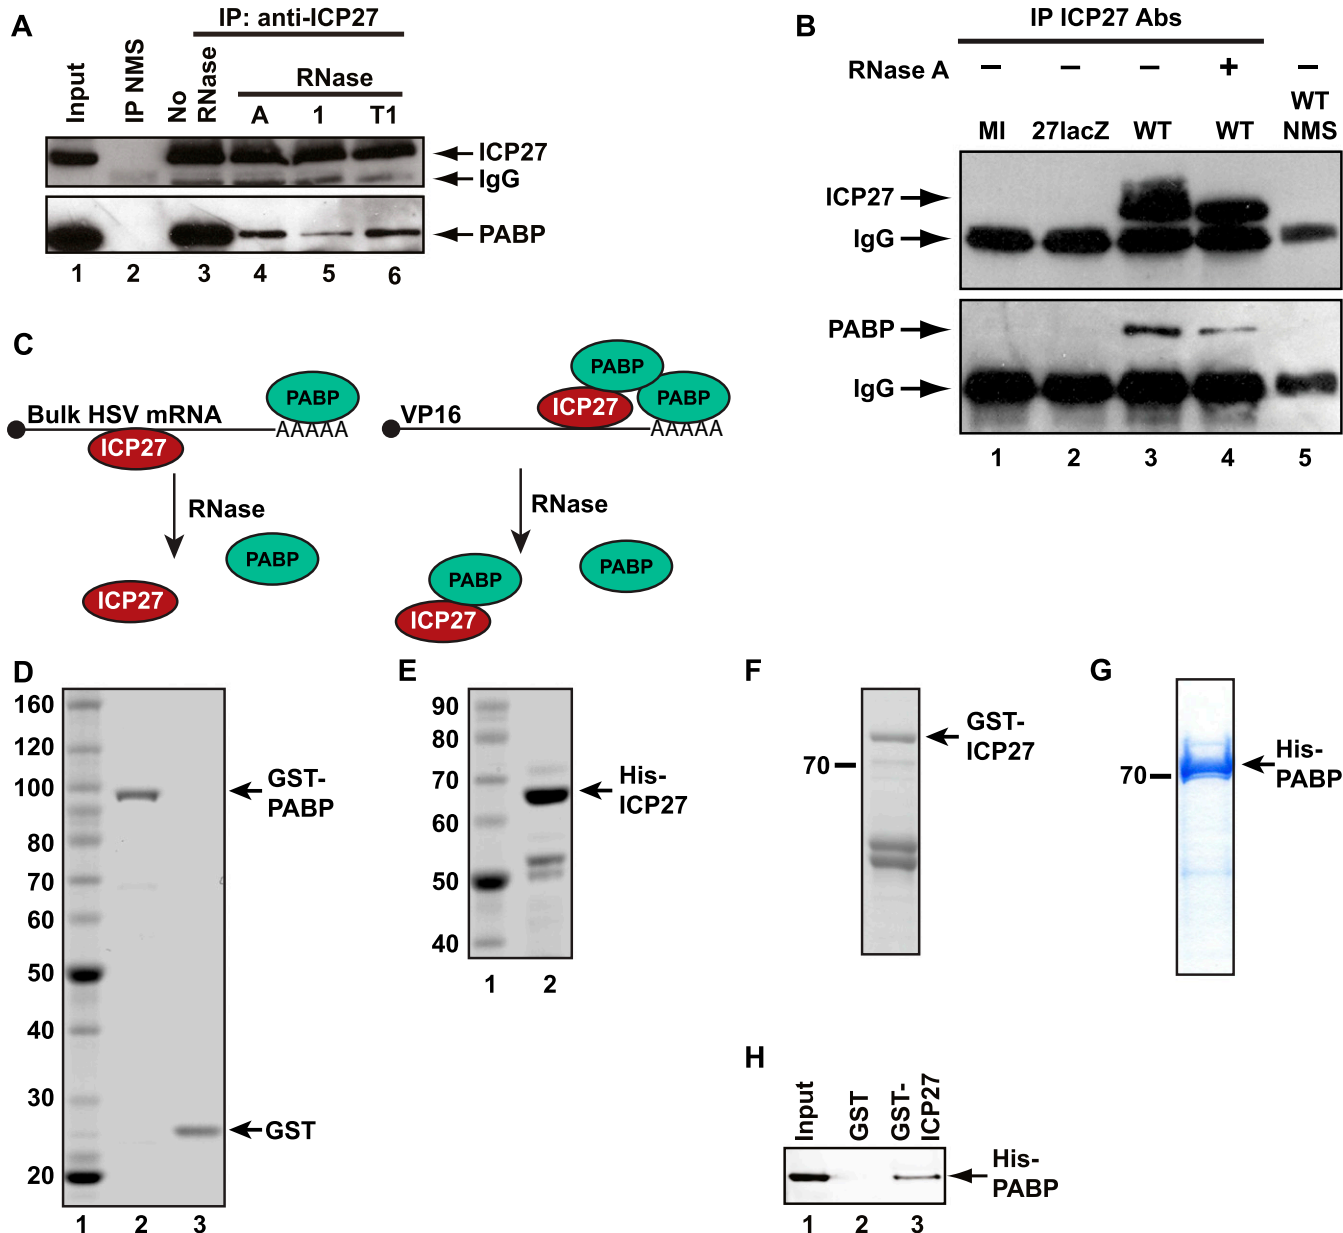 A
IP: anti-ICP27
Input
IP NMS
No
RNase
RNase
A 1 T1
ICP27
IgG
PABP
1 2 3 4 5 6
B
IP ICP27 Abs
RNase A − − − + −
MI 27lacZ WT WT WT
NMS
ICP27
IgG
PABP
IgG
1 2 3 4 5
C
Bulk HSV mRNA
PABP
AAAAA
ICP27
RNase
PABP
ICP27
VP16
PABP
ICP27
PABP
AAAAA
RNase
PABP
PABP
ICP27
D
160
120
100
80
70
60
50
40
30
20
GST-
PABP
GST
1 2 3
E
90
80
70
60
50
40
His-
ICP27
1 2
F
70
GST-
ICP27
G
70
His-
PABP
H
Input
GST
GST-
ICP27
His-
PABP
1 2 3